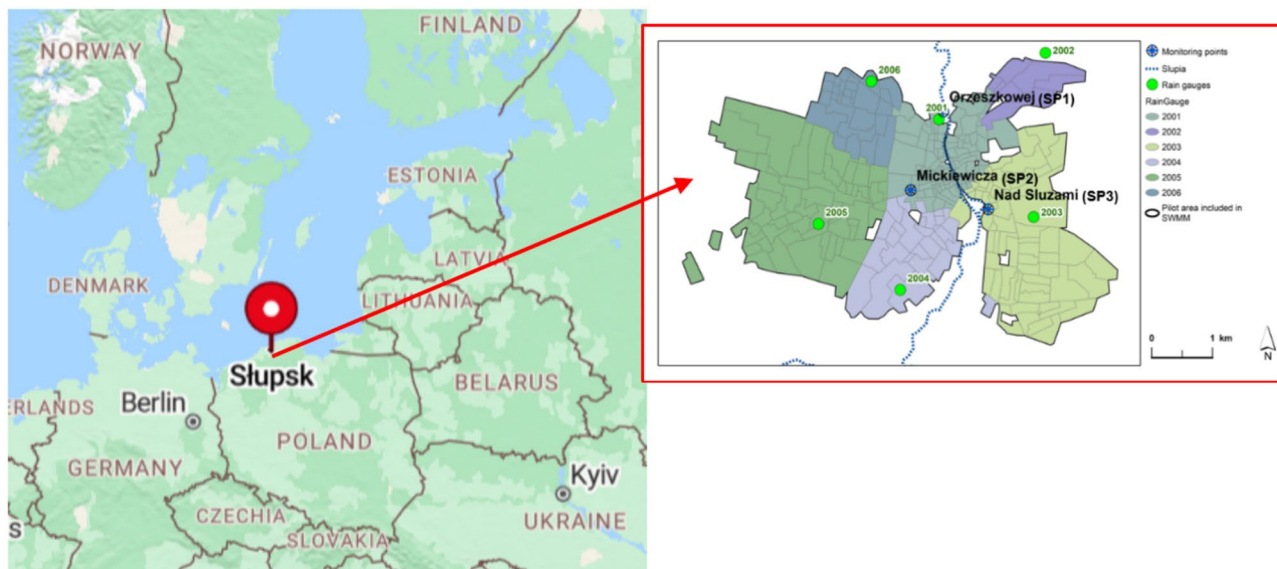 NORWAY
FINLAND
ESTONIA
LATVIA
DENMARK
LITHUANIA
Słupsk
BELARUS
ERLANDS
Berlin
POLAND
GERMANY
Kyiv
CZECHIA
UKRAINE
SLOVAKIA
s
2002
2006
2001
Orzeszkowej (SP1)
Mickiewicza (SP2)
Nad Sluzami (SP3)
2005
2003
2004
Monitoring points
Slupia
Rain gauges
RainGauge
2001
2002
2003
2004
2005
2006
Pilot area included in
SWMM
0 1 km
N